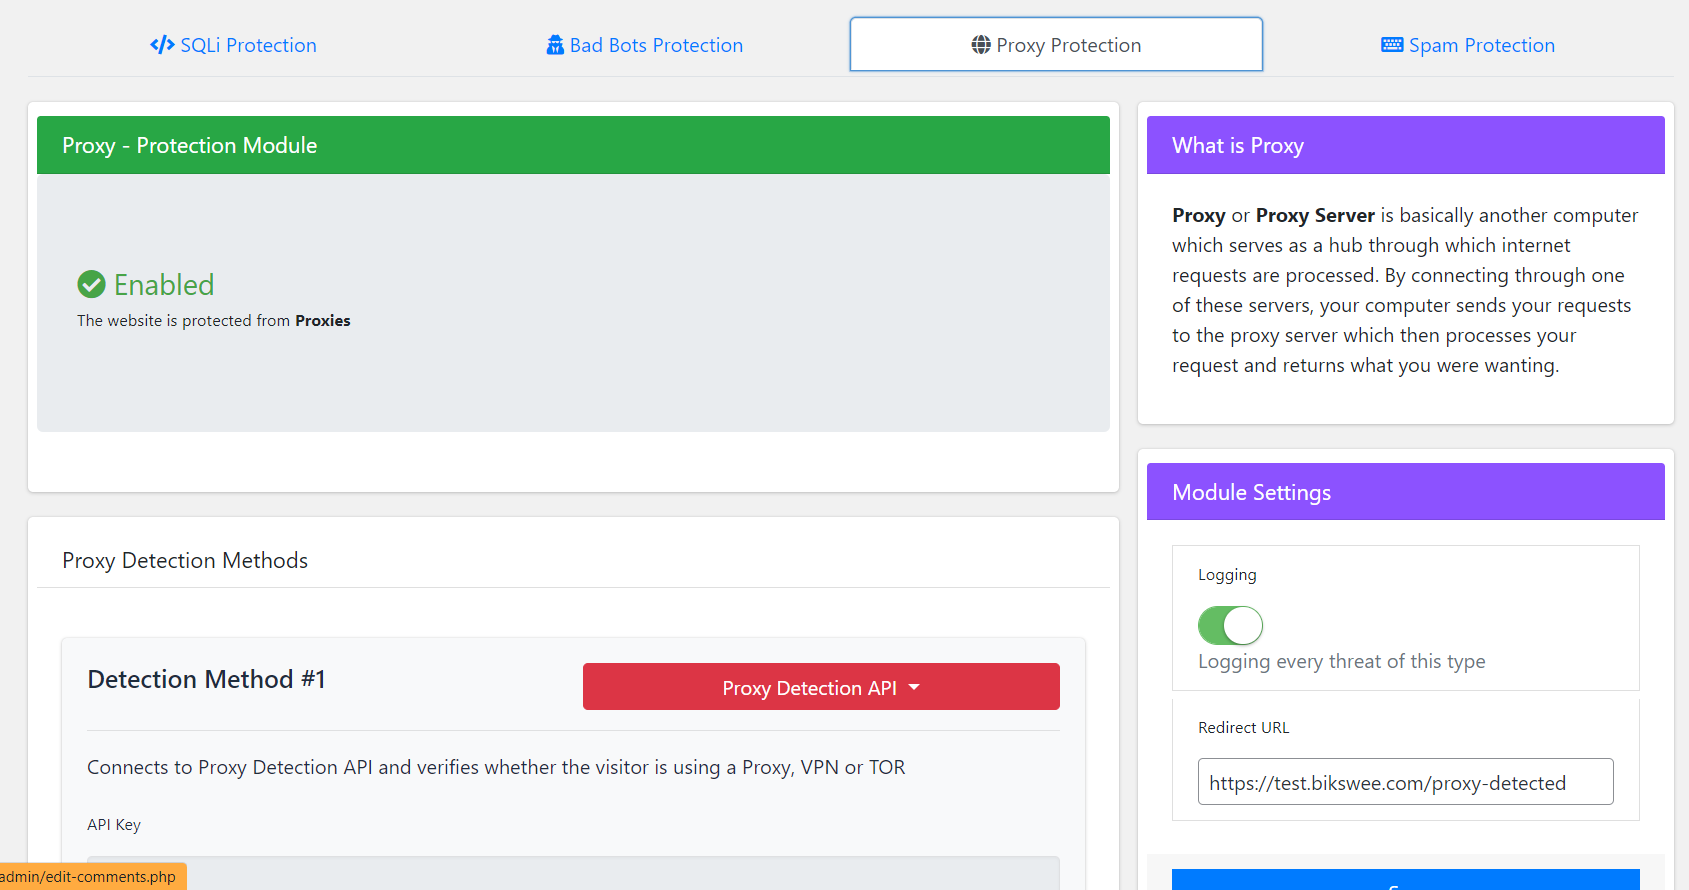 SQLi Protection
Bad Bots Protection
Proxy Protection
Spam Protection
Proxy - Protection Module
Enabled
The website is protected from Proxies
What is Proxy
Proxy or Proxy Server is basically another computer
which serves as a hub through which internet
requests are processed. By connecting through one
of these servers, your computer sends your requests
to the proxy server which then processes your
request and returns what you were wanting.
Proxy Detection Methods
Detection Method #1
Proxy Detection API
Connects to Proxy Detection API and verifies whether the visitor is using a Proxy, VPN or TOR
API Key
Module Settings
Logging
Logging every threat of this type
Redirect URL
https://test.bikswee.com/proxy-detected
admin/edit-comments.php